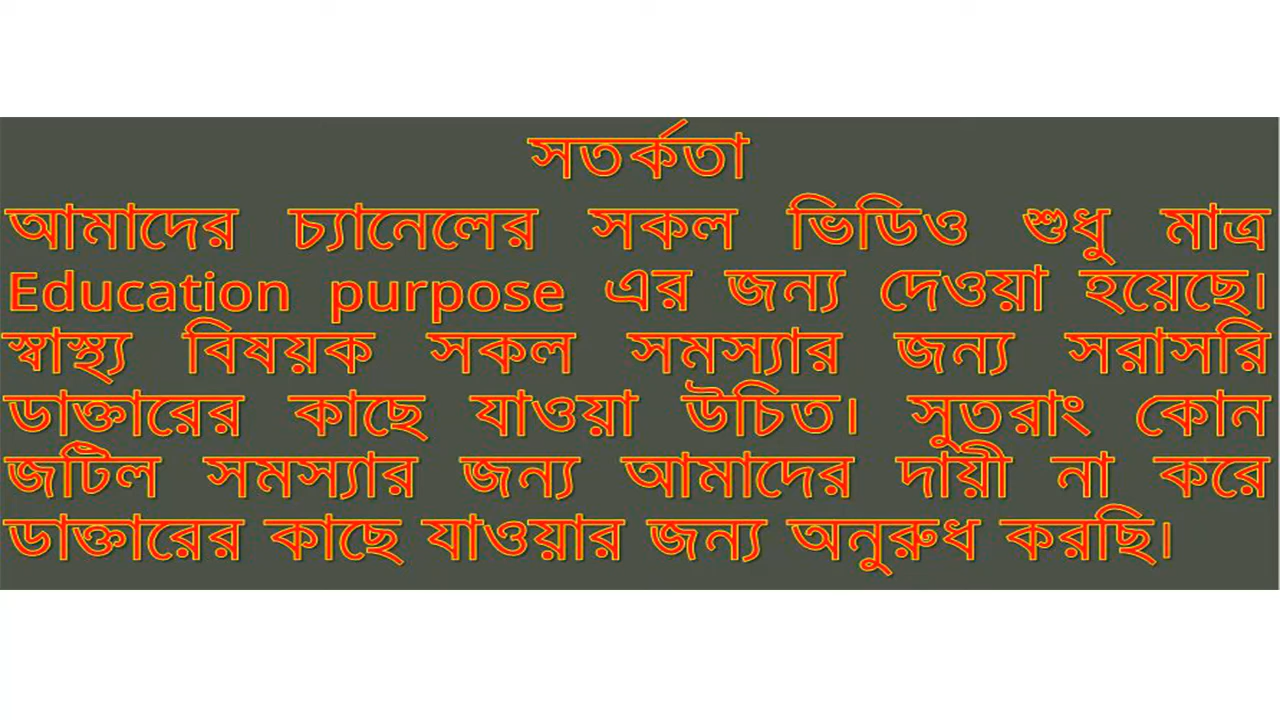 সতর্কতা
আমাদের চ্যানেলের সকল ভিডিও শুধু মাত্র
Education purpose এর জন্য দেওয়া হয়েছে।
স্বাস্থ্য বিষয়ক সকল সমস্যার জন্য সরাসরি
ডাক্তারের কাছে যাওয়া উচিত। সুতরাং কোন
জটিল সমস্যার জন্য আমাদের দায়ী না করে
ডাক্তারের কাছে যাওয়ার জন্য অনুরুধ করছি।